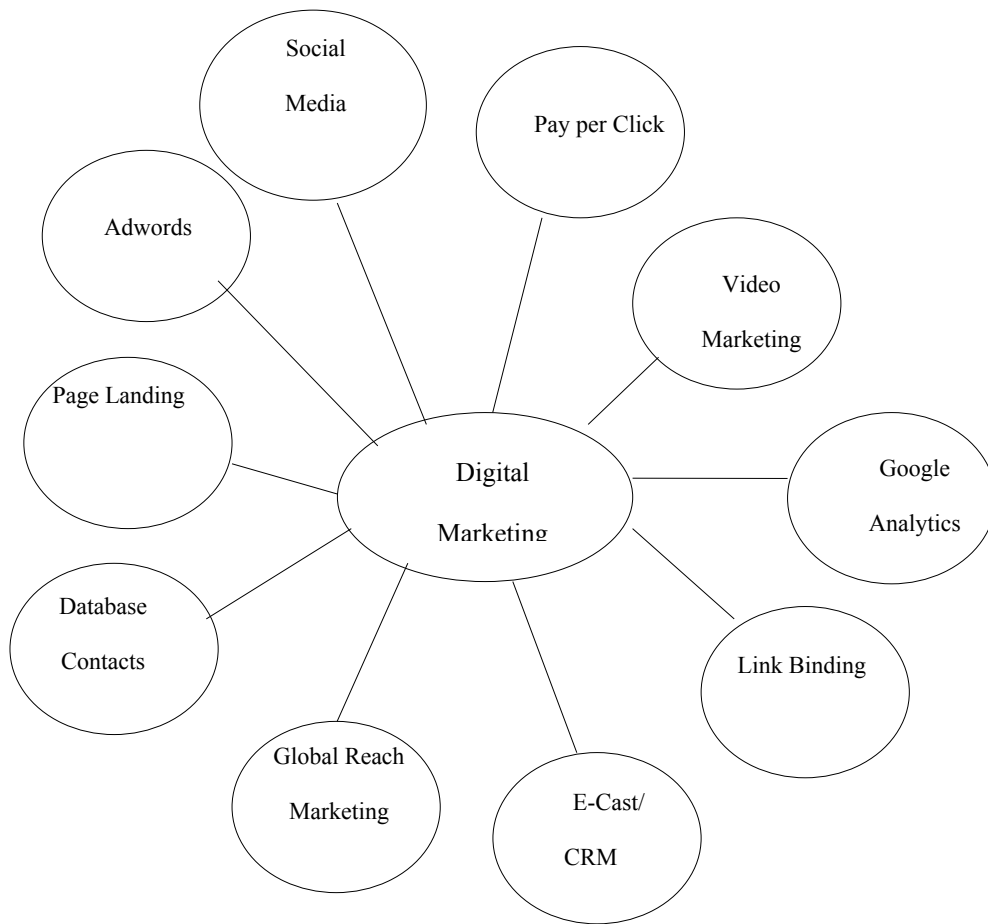 Social
Media
Pay per Click
Adwords
Video
Marketing
Page Landing
Google
Analytics
Digital
Marketing
Database
Contacts
Link Binding
Global Reach
Marketing
E-Cast/
CRM